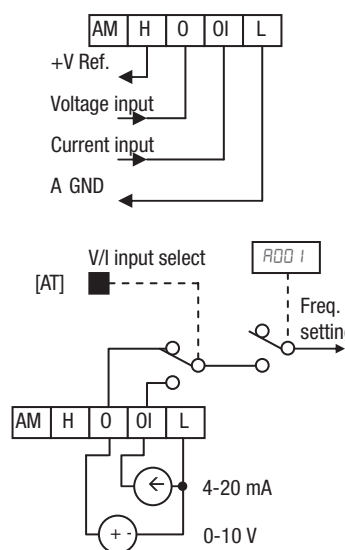 AM H O OI L
+V Ref.
Voltage input
Current input
A GND
V/I input select
A001
[AT]
Freq.
setting
AM H O OI L
4-20 mA
+ -
0-10 V